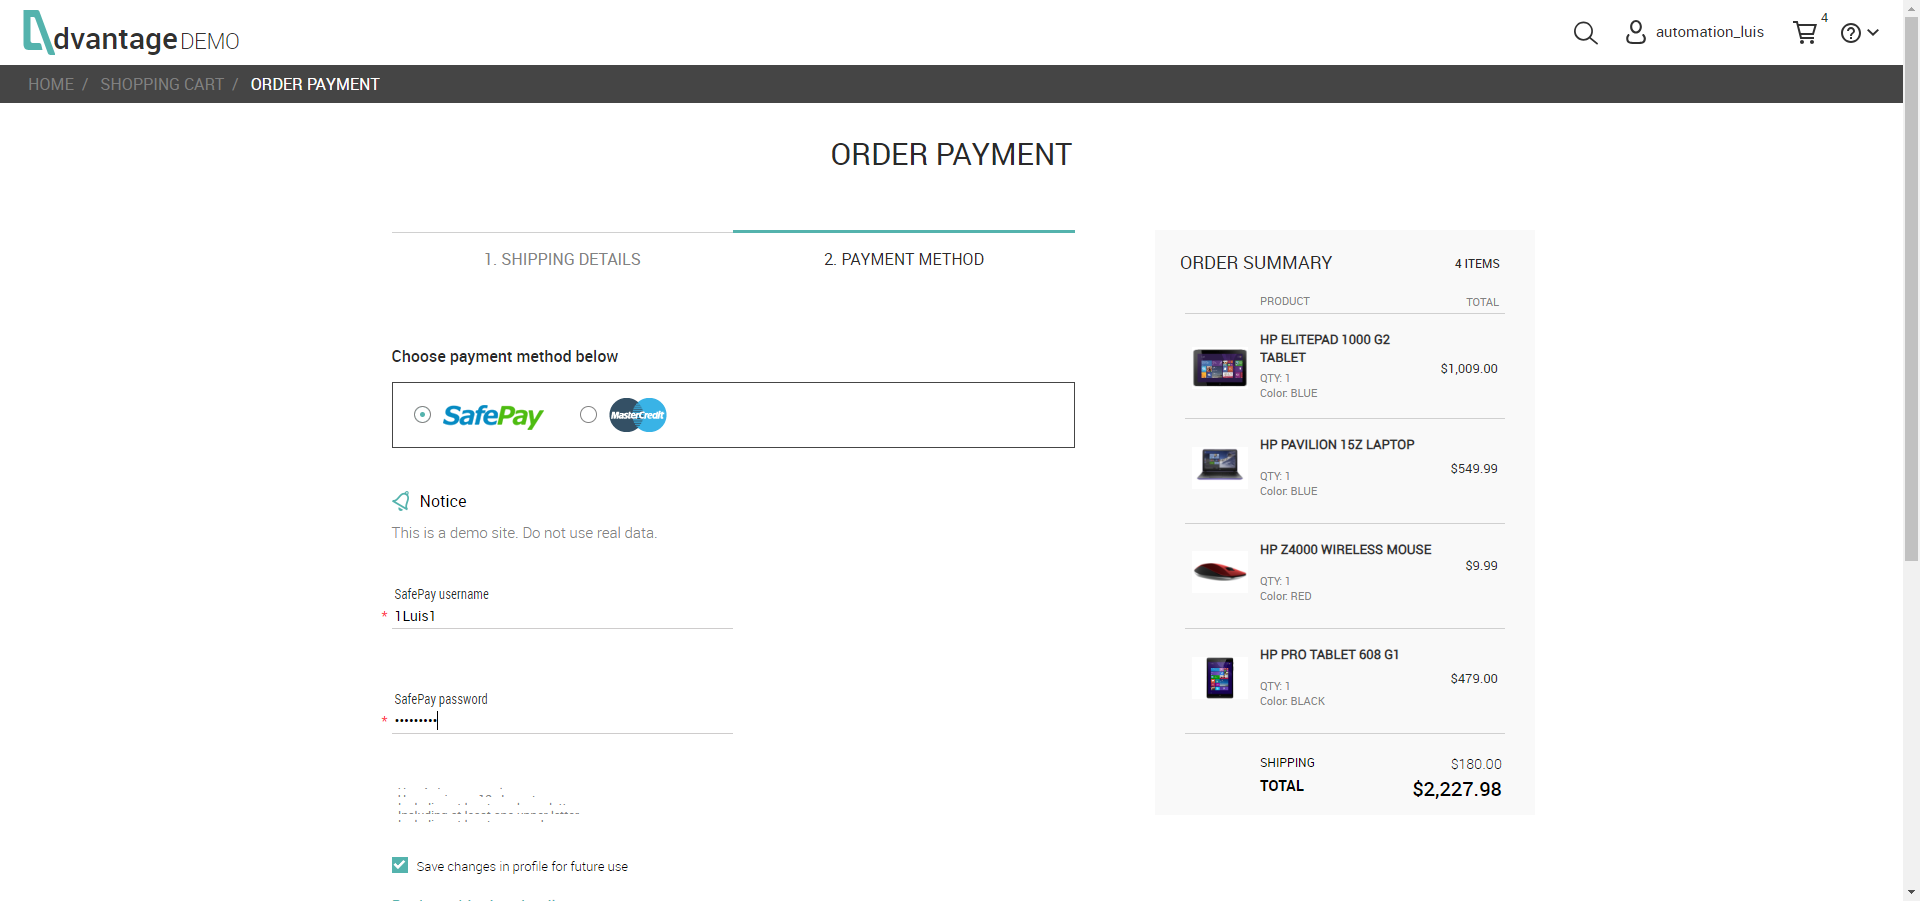 dvantage DEMO
automation_luis
4
HOME / SHOPPING CART / ORDER PAYMENT
ORDER PAYMENT
1. SHIPPING DETAILS
2. PAYMENT METHOD
Choose payment method below
SafePay
MasterCredit
Notice
This is a demo site. Do not use real data.
SafePay username
* 1Luis1
SafePay password
* •••••••••
Save changes in profile for future use
ORDER SUMMARY
4 ITEMS
PRODUCT
TOTAL
HP ELITEPAD 1000 G2
TABLET
QTY: 1
Color: BLUE
$1,009.00
HP PAVILION 15Z LAPTOP
QTY: 1
Color: BLUE
$549.99
HP Z4000 WIRELESS MOUSE
QTY: 1
Color: RED
$9.99
HP PRO TABLET 608 G1
QTY: 1
Color: BLACK
$479.00
SHIPPING
$180.00
TOTAL
$2,227.98